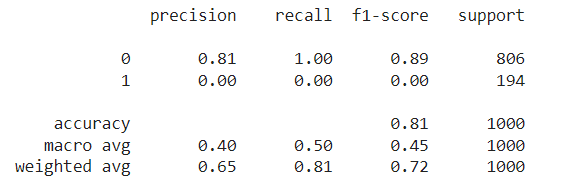 precision recall f1-score support
0 0.81 1.00 0.89 806
1 0.00 0.00 0.00 194
accuracy 0.81 1000
macro avg 0.40 0.50 0.45 1000
weighted avg 0.65 0.81 0.72 1000